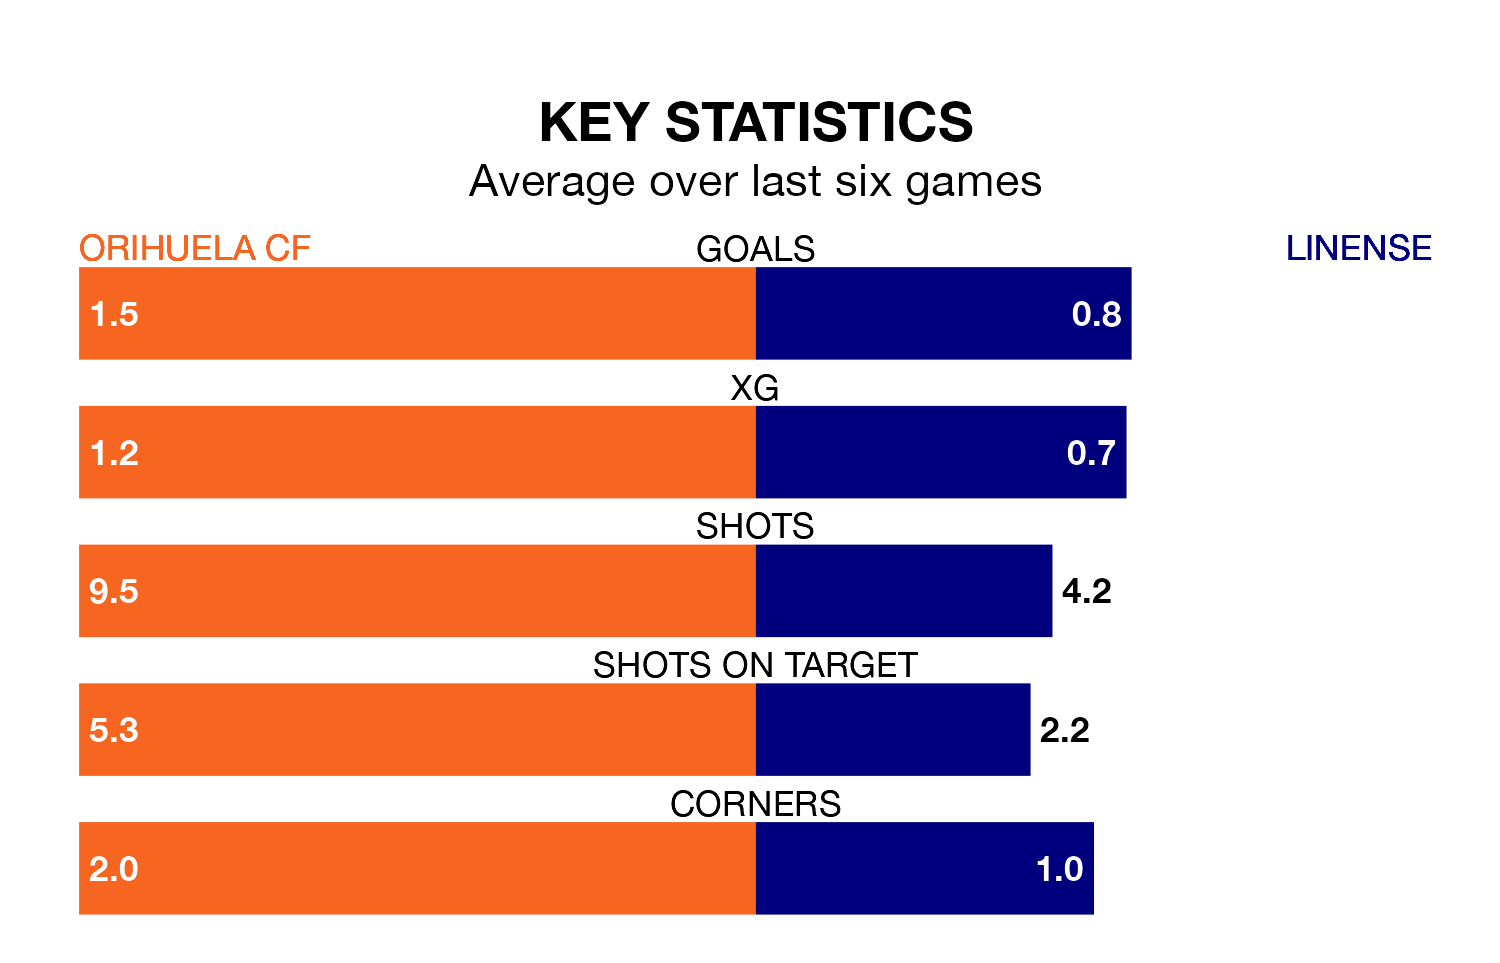 KEY STATISTICS
Average over last six games
ORIHUELA CF GOALS LINENSE
1.5 0.8
XG
1.2 0.7
SHOTS
9.5 4.2
SHOTS ON TARGET
5.3 2.2
CORNERS
2.0 1.0